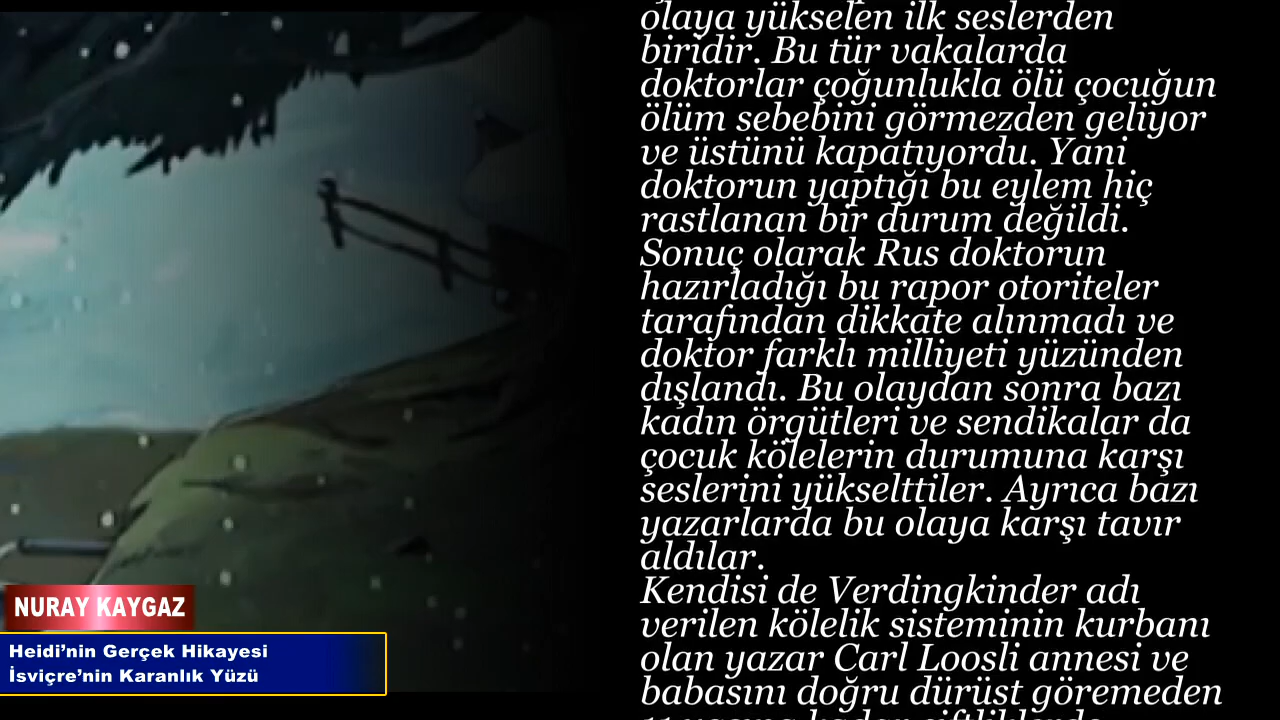 olaya yükselen ilk seslerden
biridir. Bu tür vakalarda
doktorlar çoğunlukla ölü çocuğun
ölüm sebebini görmezden geliyor
ve üstünü kapatıyordu. Yani
doktorun yaptığı bu eylem hiç
rastlanan bir durum değildi.
Sonuç olarak Rus doktorun
hazırladığı bu rapor otoriteler
tarafından dikkate alınmadı ve
doktor farklı milliyeti yüzünden
dışlandı. Bu olaydan sonra bazı
kadın örgütleri ve sendikalar da
çocuk kölelerin durumuna karşı
seslerini yükselttiler. Ayrıca bazı
yazarlarda bu olaya karşı tavır
aldılar.
Kendisi de Verdingkinder adı
verilen kölelik sisteminin kurbanı
olan yazar Carl Loosli annesi ve
babasını doğru dürüst göremeden
NURAY KAYGAZ
Heidi’nin Gerçek Hikayesi
İsviçre’nin Karanlık Yüzü